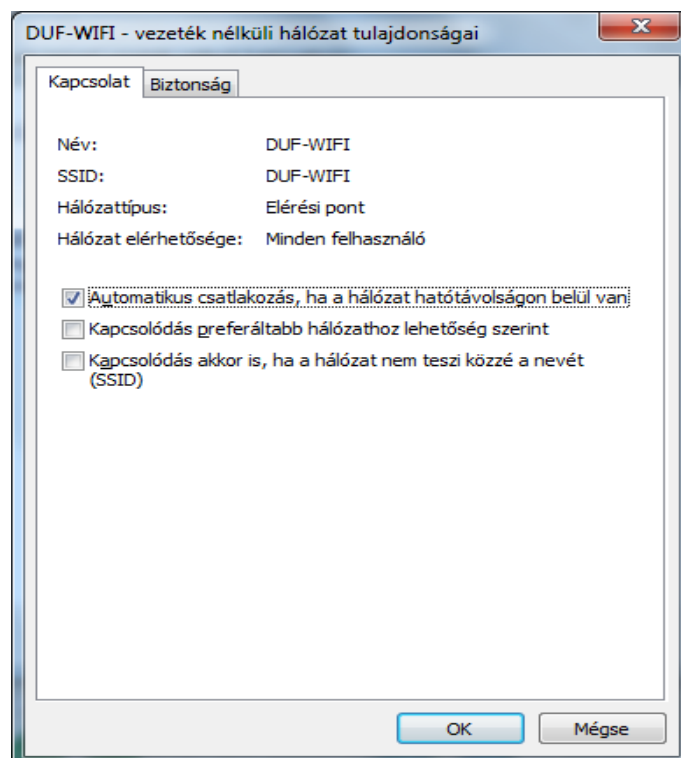 DUF-WIFI - vezeték nélküli hálózat tulajdonságai
Kapcsolat
Biztonság
Név: DUF-WIFI
SSID: DUF-WIFI
Hálózattípus: Elérési pont
Hálózat elérhetősége: Minden felhasználó
Automatikus csatlakozás, ha a hálózat hatótávolságon belül van
Kapcsolódás preferáltabb hálózathoz lehetőség szerint
Kapcsolódás akkor is, ha a hálózat nem teszi közzé a nevét
(SSID)
OK
Mégse